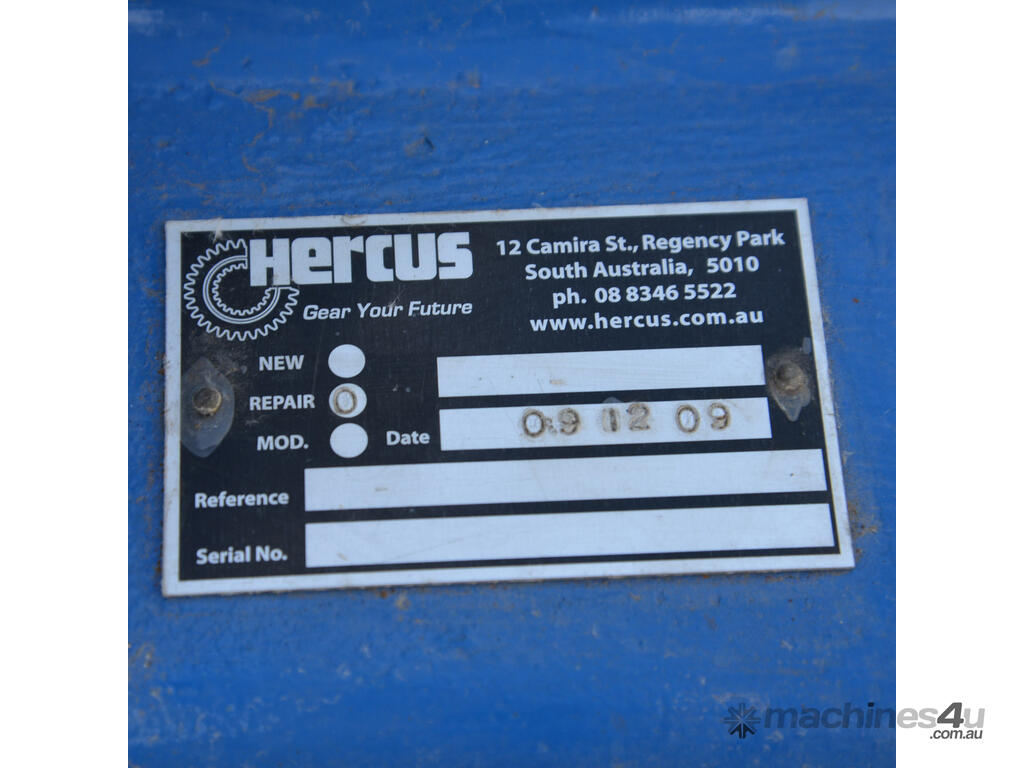 Hercus
Gear Your Future
12 Camira St., Regency Park
South Australia, 5010
ph. 08 8346 5522
www.hercus.com.au
NEW
REPAIR 0
MOD.
Date 09 12 09
Reference
Serial No.
machines4u
.com.au